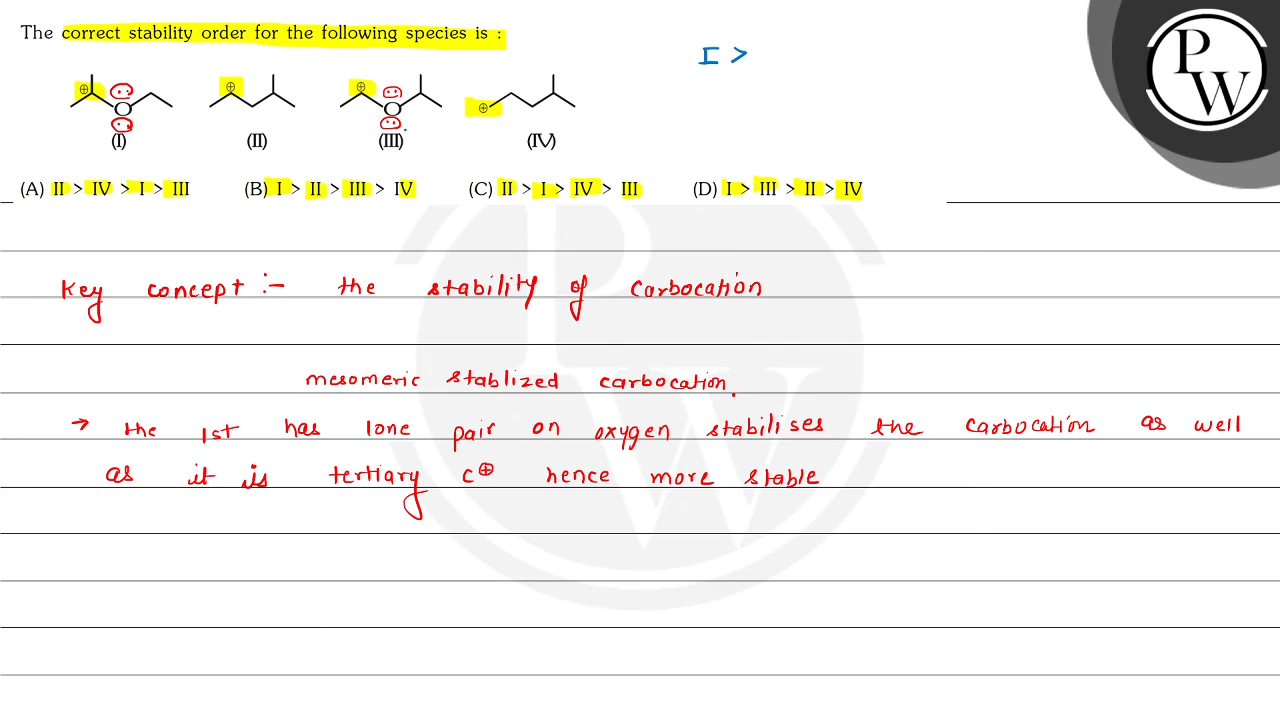 The correct stability order for the following species is :
I >
P
W
⊕ O ⊕ ⊕ O ⊕
(I) (II) (III) (IV)
(A) II > IV > I > III (B) I > II > III > IV (C) II > I > IV > III (D) I > III > II > IV
Key concept :- the stability of carbocation
mesomeric stablized carbocation.
→ the 1st has lone pair on oxygen stabilises the carbocation as well
as it is tertiary C⊕ hence more stable